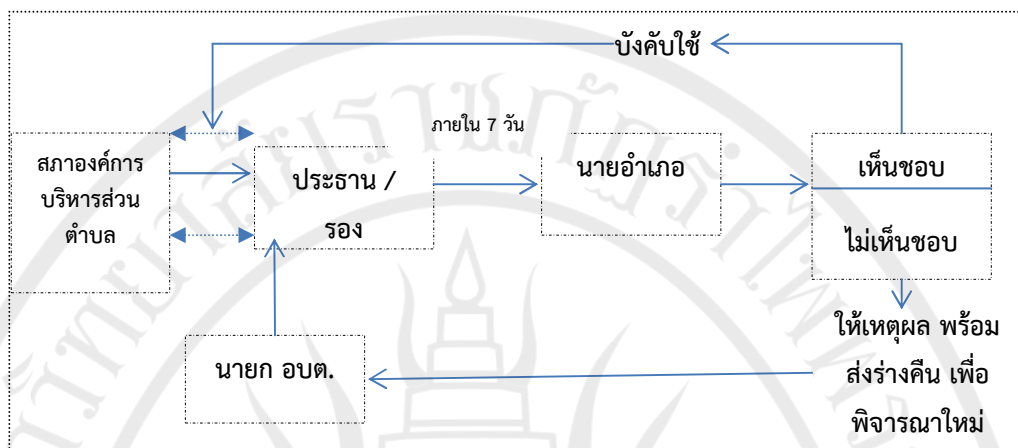 บังคับใช้
ภายใน 7 วัน
สภาองค์การ
บริหารส่วน
ตำบล
ประธาน /
รอง
นายอำเภอ
เห็นชอบ
ไม่เห็นชอบ
ให้เหตุผล พร้อม
ส่งร่างคืน เพื่อ
พิจารณาใหม่
นายก อบต.